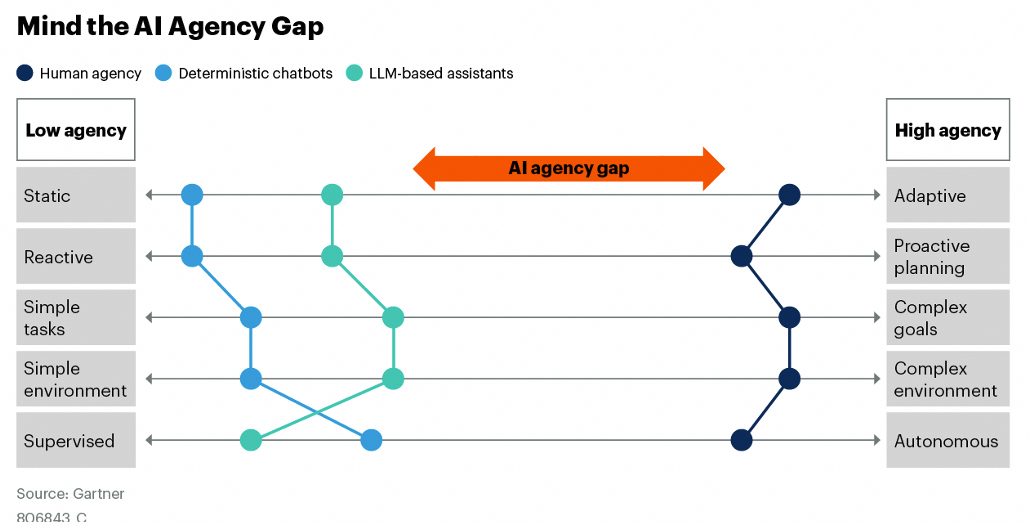 Mind the AI Agency Gap
Human agency
Deterministic chatbots
LLM-based assistants
Low agency
High agency
AI agency gap
Static
Adaptive
Reactive
Proactive
planning
Simple
tasks
Complex
goals
Simple
environment
Complex
environment
Supervised
Autonomous
Source: Gartner
806843_C